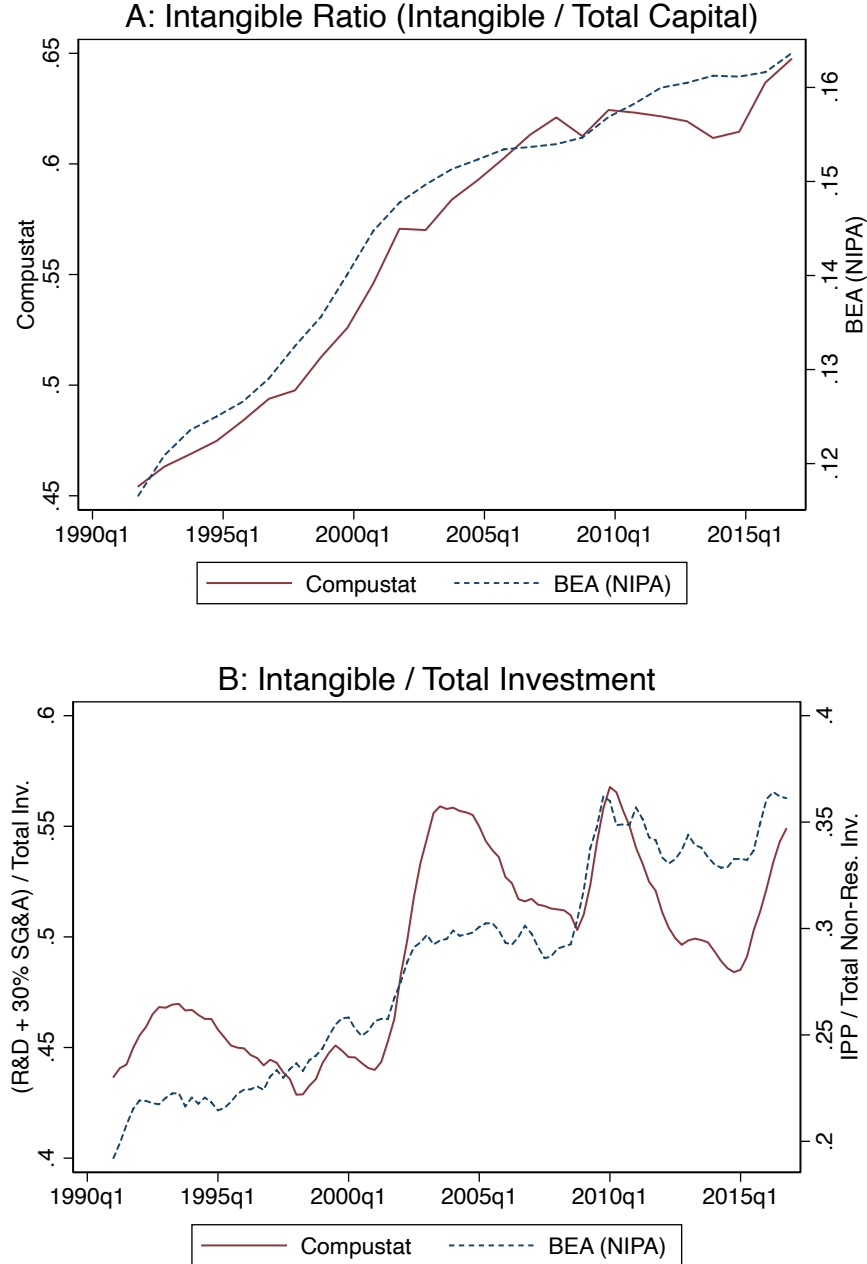 A: Intangible Ratio (Intangible / Total Capital)
Compustat
.65
.6
.55
.5
.45
BEA (NIPA)
.16
.15
.14
.13
.12
1990q1 1995q1 2000q1 2005q1 2010q1 2015q1
Compustat BEA (NIPA)
B: Intangible / Total Investment
(R&D + 30% SG&A) / Total Inv.
.6
.55
.5
.45
.4
IPP / Total Non-Res. Inv.
.4
.35
.3
.25
.2
1990q1 1995q1 2000q1 2005q1 2010q1 2015q1
Compustat BEA (NIPA)